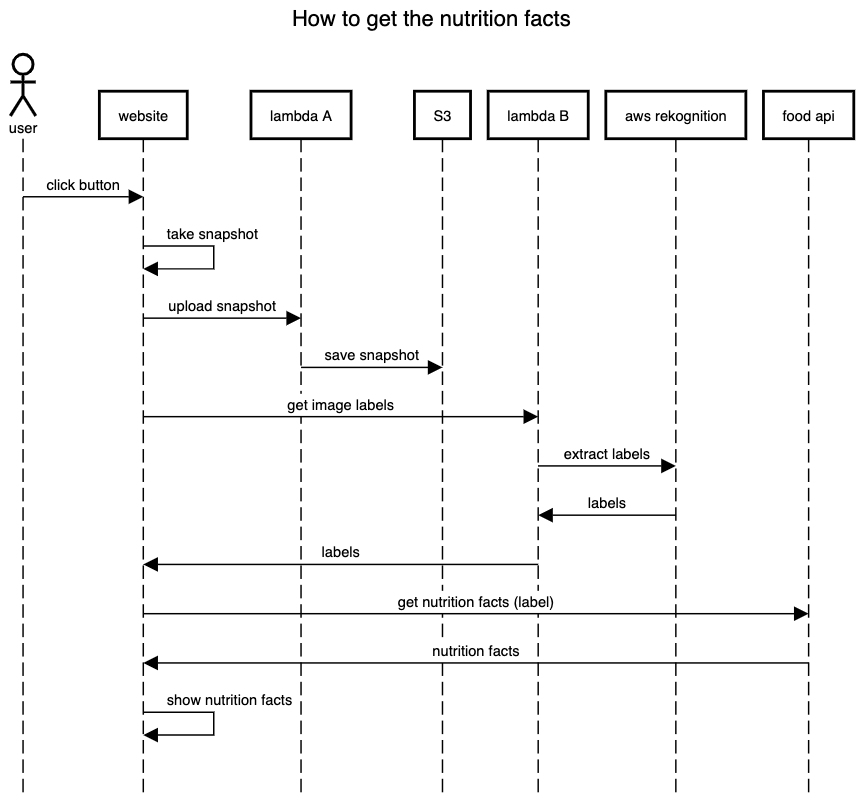 How to get the nutrition facts
user
website
lambda A
S3
lambda B
aws rekognition
food api
click button
take snapshot
upload snapshot
save snapshot
get image labels
extract labels
labels
labels
get nutrition facts (label)
nutrition facts
show nutrition facts